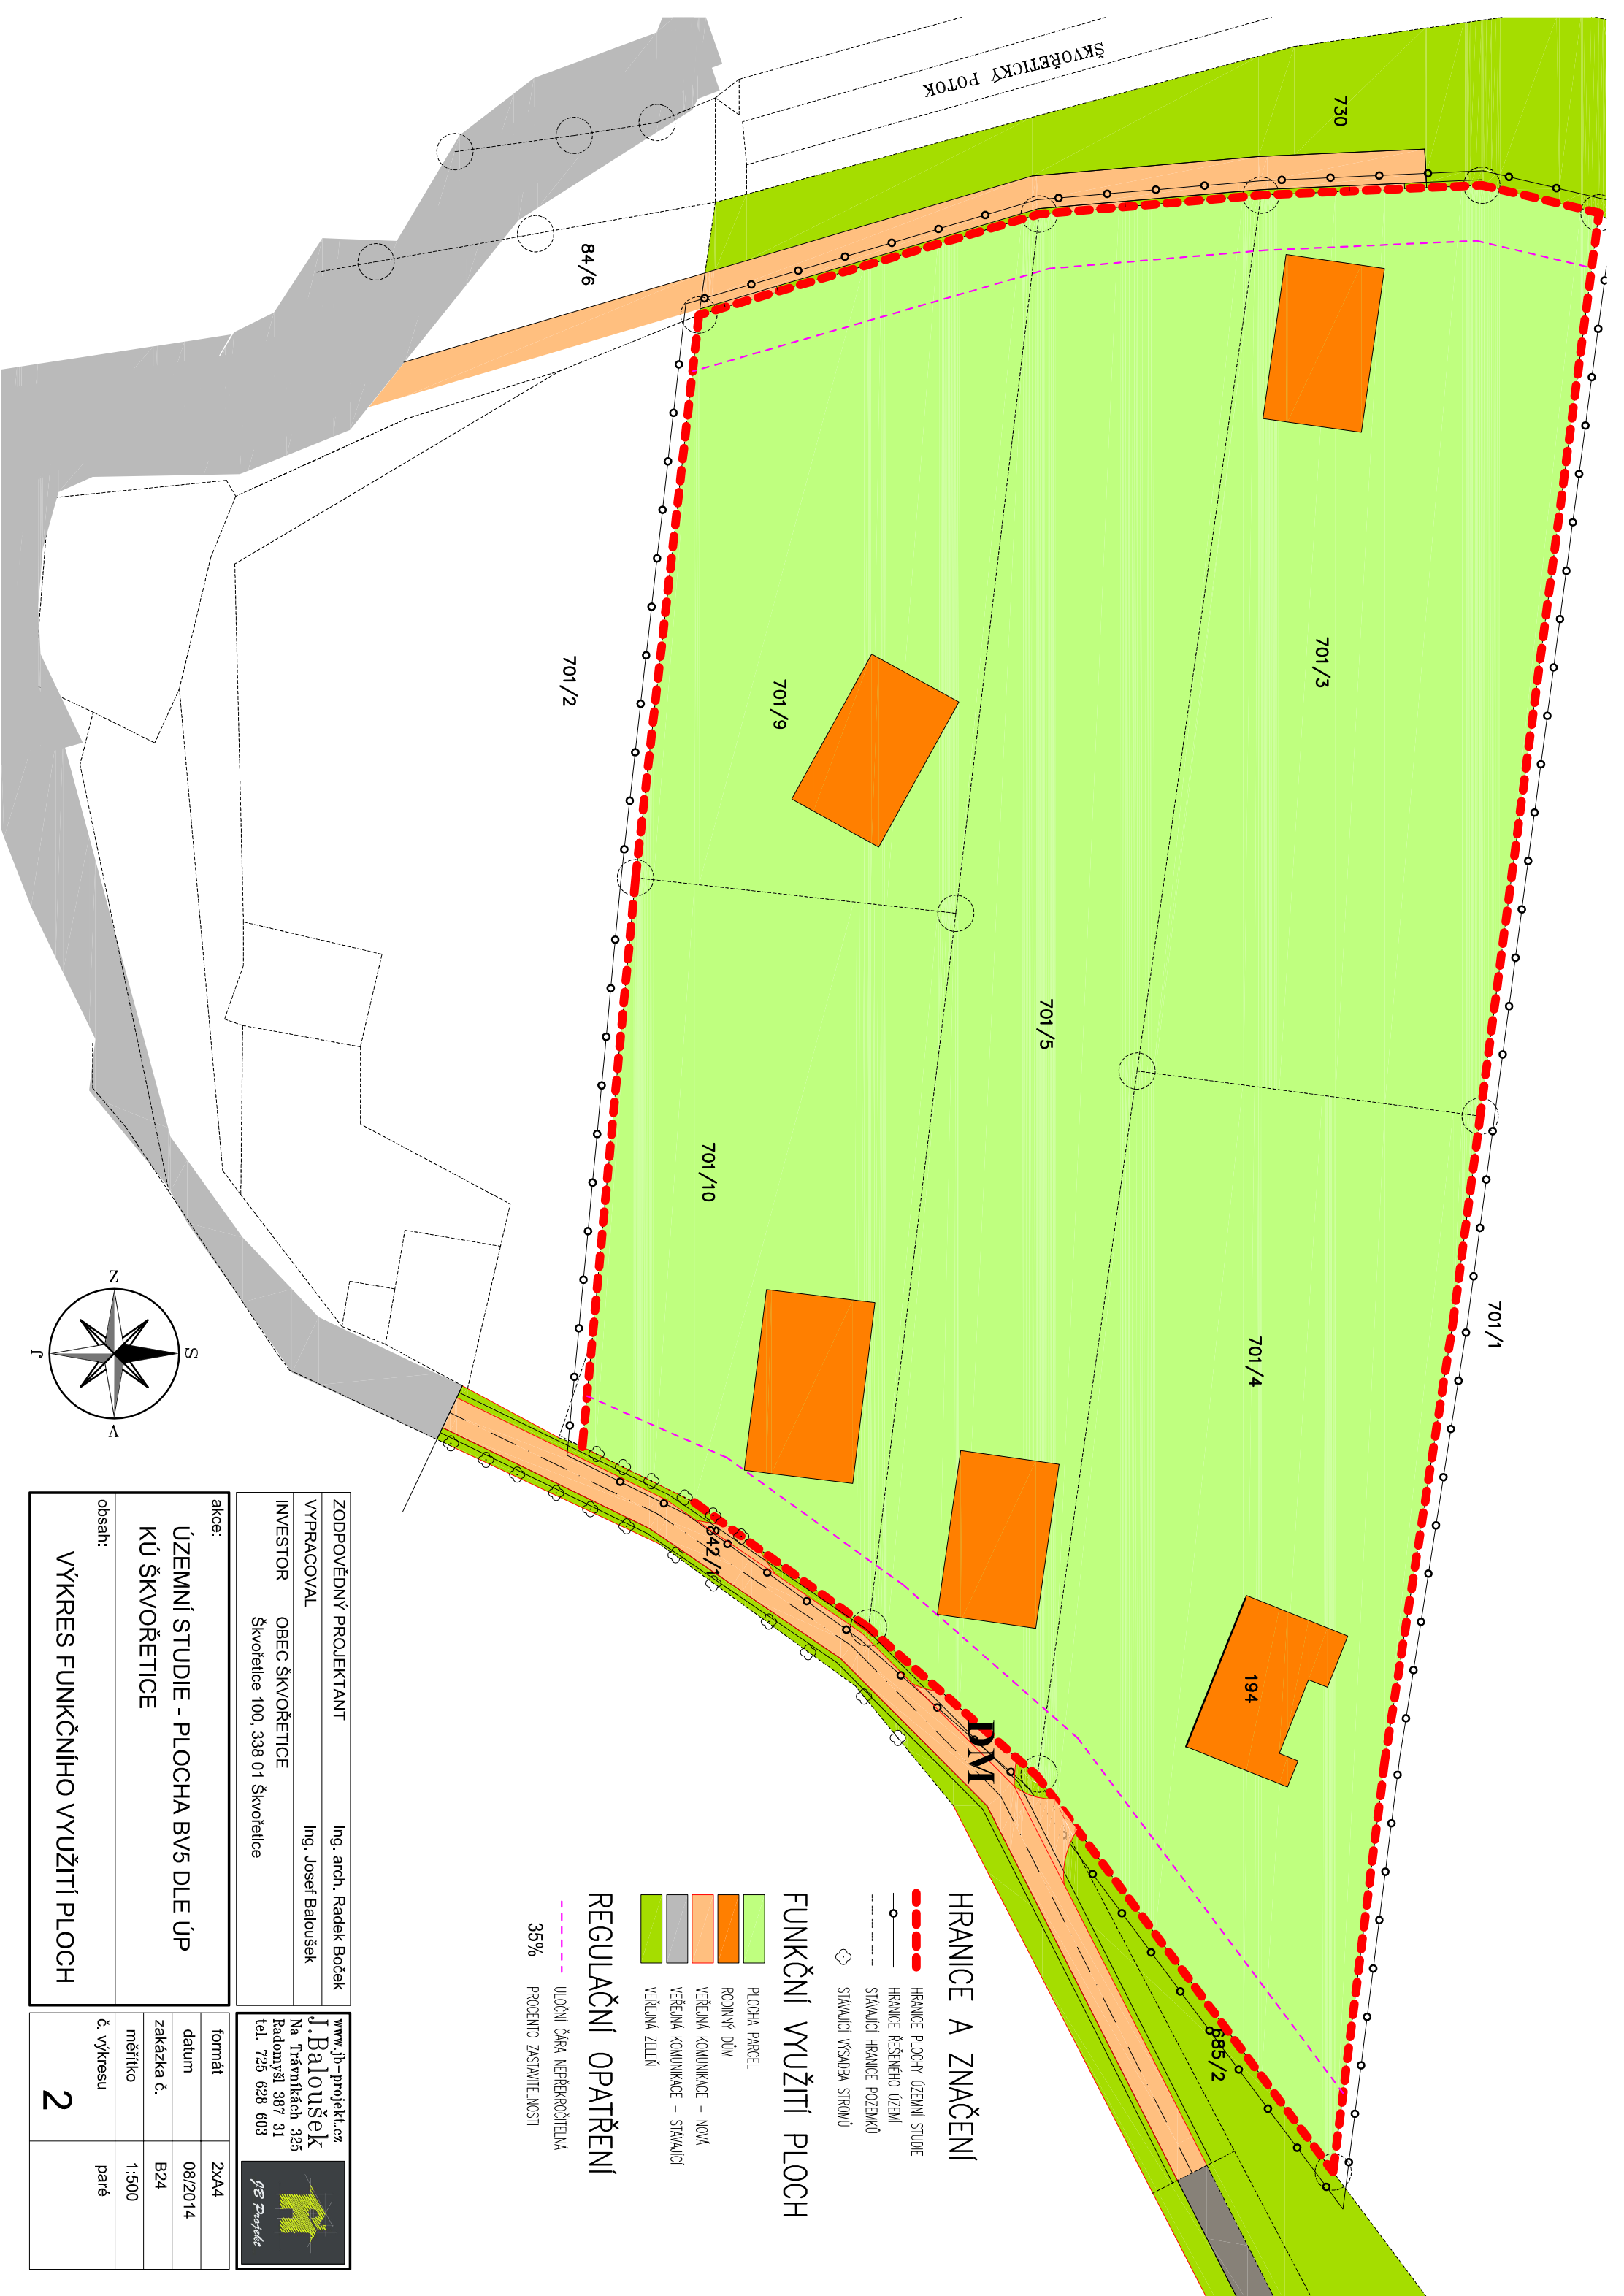 ŠKVOŘETICKÝ POTOK
730
84/6
701/3
701/2
701/9
701/5
701/10
701/1
701/4
194
842/1
DM
685/2
S
Z
V
J
HRANICE A ZNAČENÍ
HRANICE PLOCHY ÚZEMNÍ STUDIE
HRANICE ŘEŠENÉHO ÚZEMÍ
STÁVAJÍCÍ HRANICE POZEMKŮ
STÁVAJÍCÍ VÝSADBA STROMŮ
FUNKČNÍ VYUŽITÍ PLOCH
PLOCHA PARCEL
RODINNÝ DŮM
VEŘEJNÁ KOMUNIKACE – NOVÁ
VEŘEJNÁ KOMUNIKACE – STÁVAJÍCÍ
VEŘEJNÁ ZELEŇ
REGULAČNÍ OPATŘENÍ
ULOČNÍ ČÁRA NEPŘEKROČITELNÁ
35% PROCENTO ZASTAVITELNOSTI
ZODPOVĚDNÝ PROJEKTANT Ing. arch. Radek Boček
VYPRACOVAL Ing. Josef Baloušek
INVESTOR OBEC ŠKVOŘETICE
Škvořetice 100, 338 01 Škvořetice
www.jb-projekt.cz
J.Baloušek
Na Trávníkách 325
Radomyšl 387 31
tel. 725 628 603
JB Projekt
akce:
ÚZEMNÍ STUDIE - PLOCHA BV5 DLE ÚP
KÚ ŠKVOŘETICE
obsah:
VÝKRES FUNKČNÍHO VYUŽITÍ PLOCH
formát 2xA4
datum 08/2014
zakázka č. B24
měřítko 1:500
č. výkresu paré
2